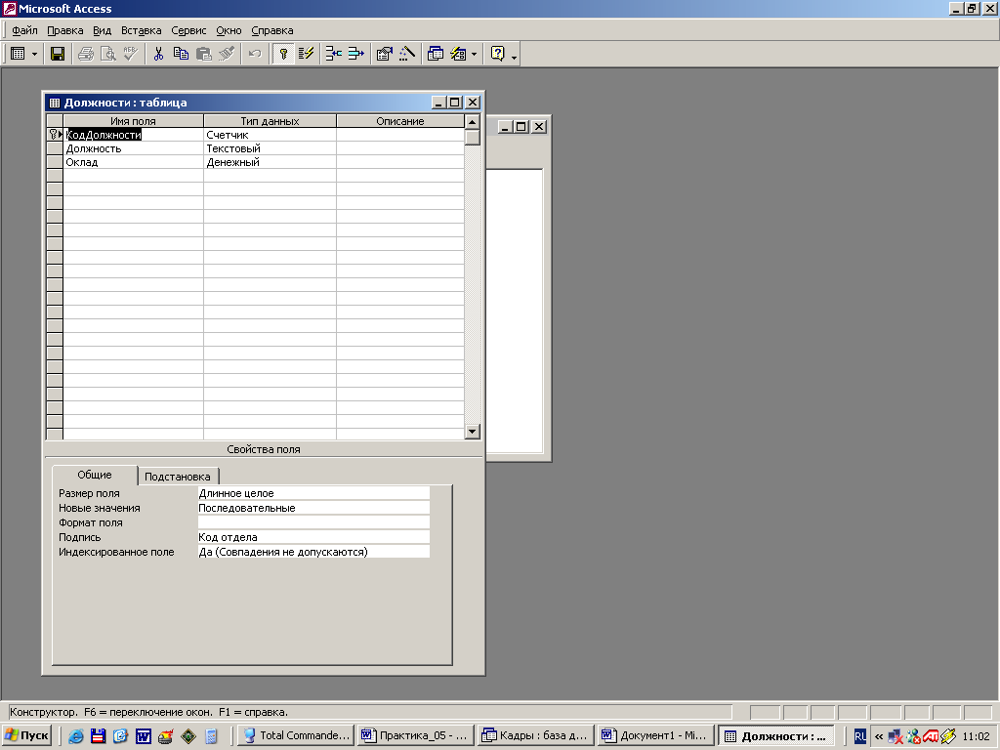 Microsoft Access
Файл Правка Вид Вставка Сервис Окно Справка
Должности : таблица
Имя поля Тип данных Описание
КодДолжности Счетчик
Должность Текстовый
Оклад Денежный
Свойства поля
Общие Подстановка
Размер поля Длинное целое
Новые значения Последовательные
Формат поля
Подпись Код отдела
Индексированное поле Да (Совпадения не допускаются)
Конструктор. F6 = переключение окон. F1 = справка.
Пуск Total Commande... Практика_05 - ... Кадры : база д... Документ1 - Mi... Должности : ... RU « 11:02